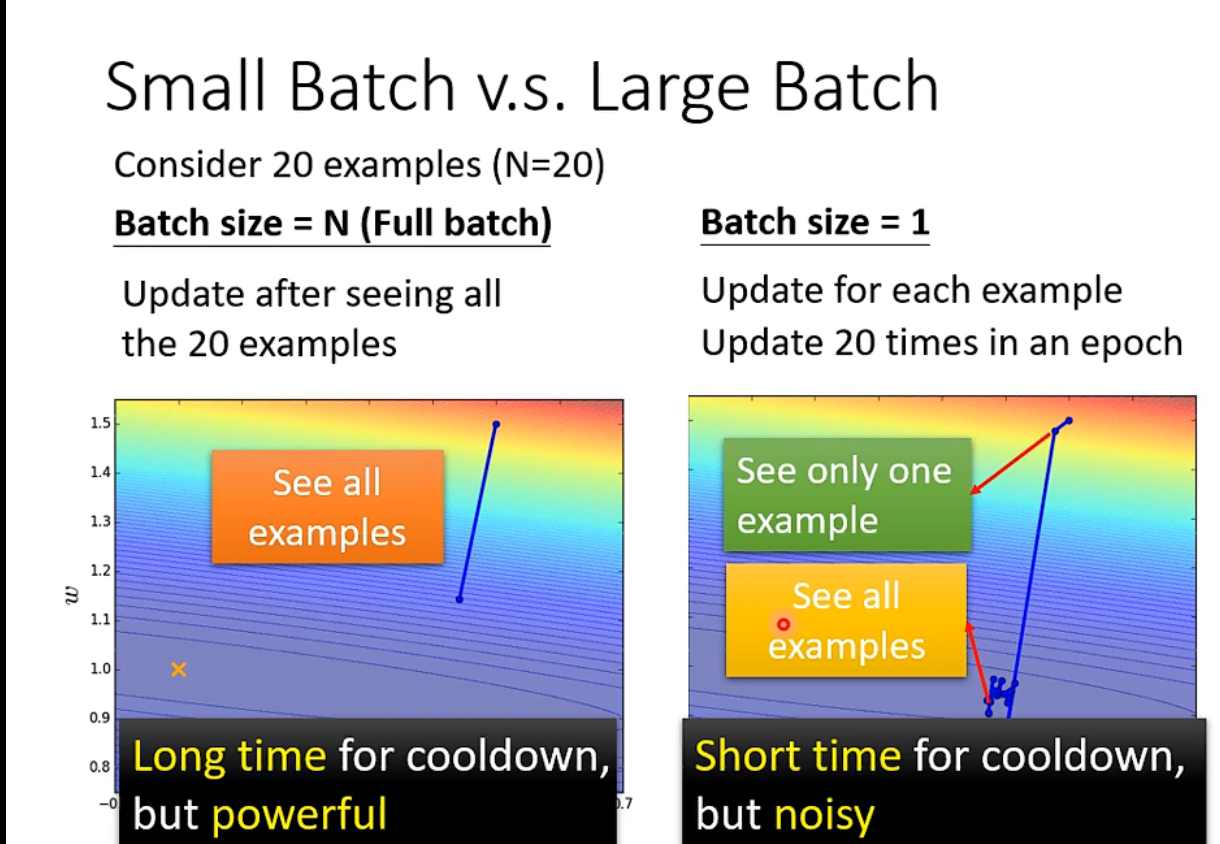 Small Batch v.s. Large Batch
Consider 20 examples (N=20)
Batch size = N (Full batch)
Update after seeing all
the 20 examples
Batch size = 1
Update for each example
Update 20 times in an epoch
1.5
1.4
1.3
1.2
1.1
1.0
0.9
0.8
w
See all
examples
Long time for cooldown,
but powerful
See only one
example
See all
examples
Short time for cooldown,
but noisy